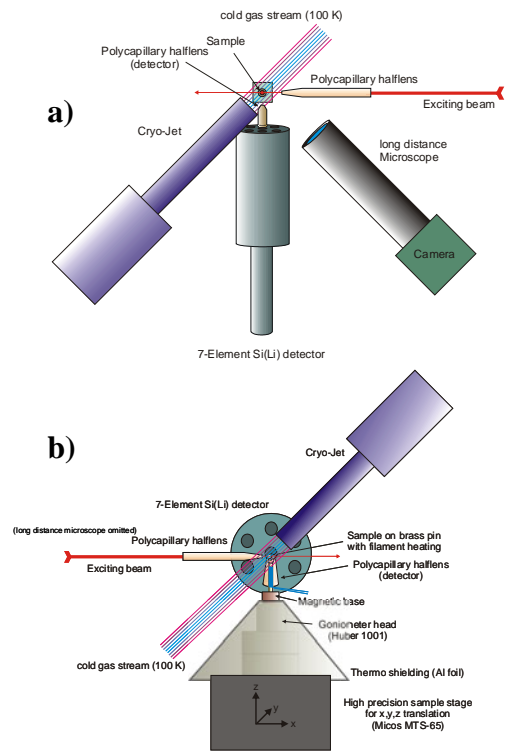 cold gas stream (100 K)
Sample
Polycapillary halflens
(detector)
Polycapillary halflens
a)
Exciting beam
Cryo-Jet
long distance
Microscope
Camera
7-Element Si(Li) detector
b)
Cryo-Jet
7-Element Si(Li) detector
(long distance microscope omitted)
Polycapillary halflens
Sample on brass pin
with filament heating
Exciting beam
Polycapillary halflens
(detector)
Magnetic base
Goniometer head
(Huber 1001)
cold gas stream (100 K)
Thermo shielding (Al foil)
z
y
x
High precision sample stage
for x,y,z translation
(Micos MTS-65)